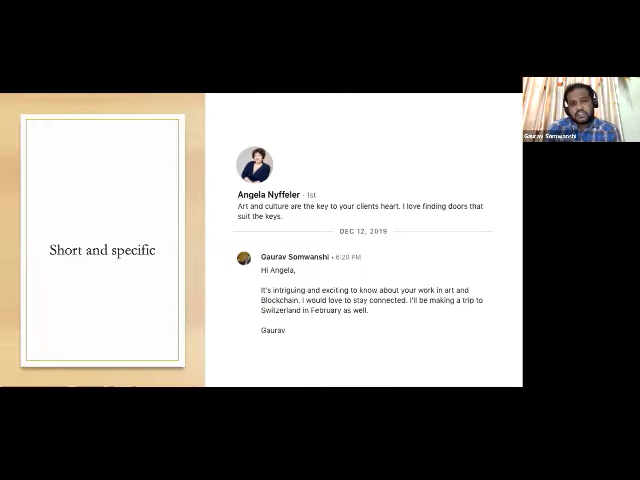 Short and specific
Angela Nyffeler · 1st
Art and culture are the key to your clients heart. I love finding doors that
suit the keys.
DEC 12, 2019
Gaurav Somwanshi • 6:20 PM
Hi Angela,
It's intriguing and exciting to know about your work in art and
Blockchain. I would love to stay connected. I'll be making a trip to
Switzerland in February as well.
Gaurav
Gaurav Somwanshi